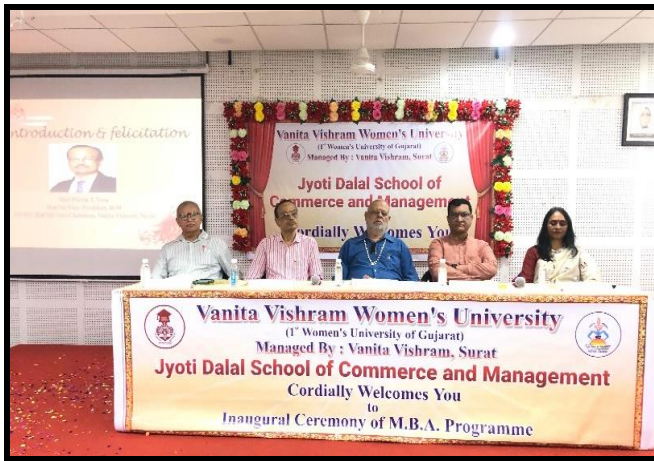 Introduction & felicitation
Vanita Vishram Women's University
(1st Women's University of Gujarat)
Managed By : Vanita Vishram, Surat
Jyoti Dalal School of
Commerce and Management
Cordially Welcomes You
Vanita Vishram Women's University
(1st Women's University of Gujarat)
Managed By : Vanita Vishram, Surat
Jyoti Dalal School of Commerce and Management
Cordially Welcomes You
to
Inaugural Ceremony of M.B.A. Programme